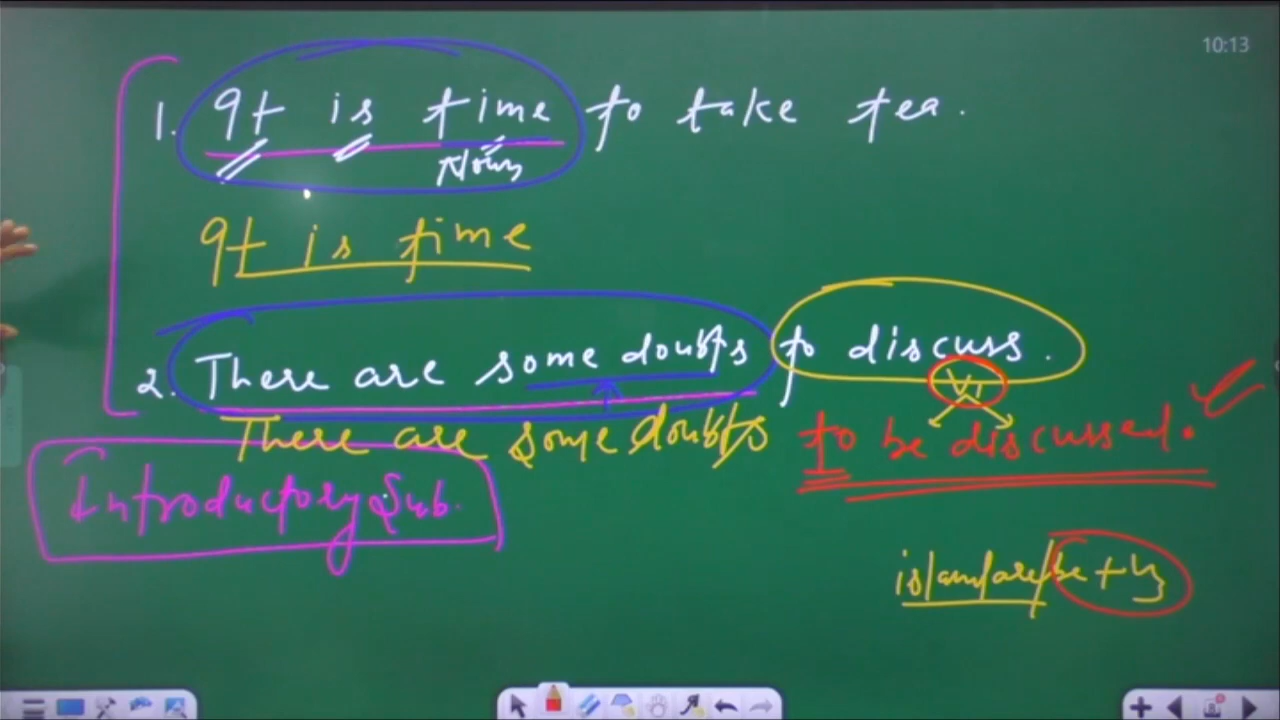 10:13
1. It is time to take tea.
Noun
It is time
2. There are some doubts to discuss.
V1
There are some doubts to be discussed.
Introductory Sub.
is/am/are/be + V3